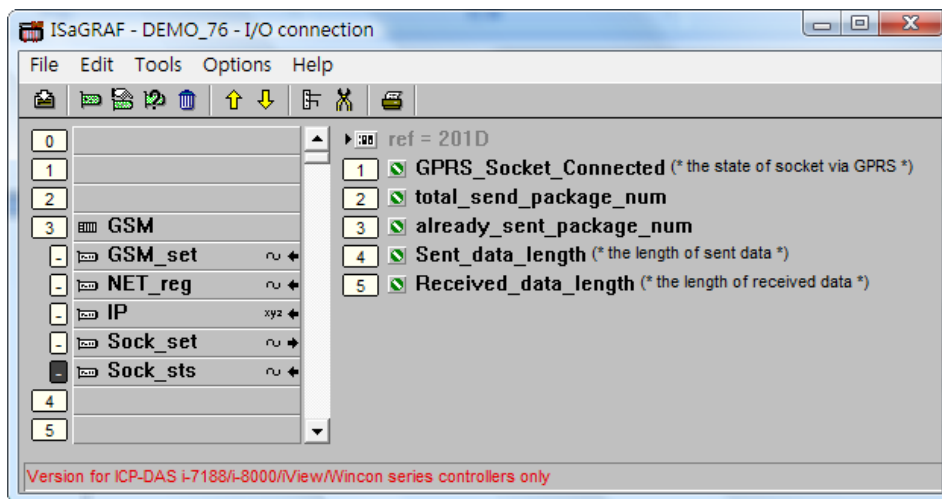 ISaGRAF - DEMO_76 - I/O connection
File Edit Tools Options Help
0
1
2
3 GSM
- GSM_set
- NET_reg
- IP xyz
- Sock_set
- Sock_sts
4
5
ref = 201D
1 GPRS_Socket_Connected (* the state of socket via GPRS *)
2 total_send_package_num
3 already_sent_package_num
4 Sent_data_length (* the length of sent data *)
5 Received_data_length (* the length of received data *)
Version for ICP-DAS i-7188/i-8000/iView/Wincon series controllers only